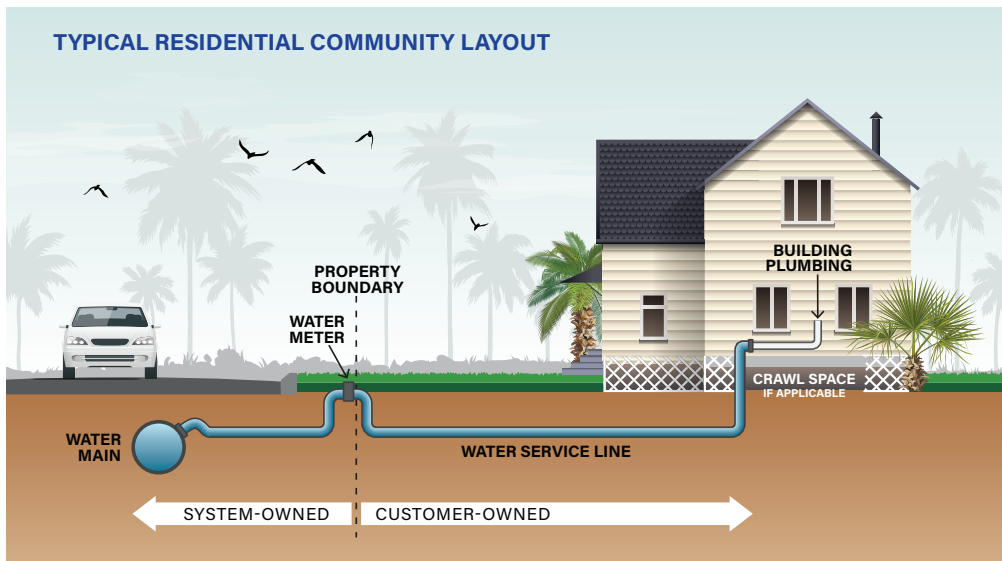 TYPICAL RESIDENTIAL COMMUNITY LAYOUT
BUILDING
PLUMBING
PROPERTY
BOUNDARY
WATER
METER
CRAWL SPACE
IF APPLICABLE
WATER
MAIN
WATER SERVICE LINE
SYSTEM-OWNED
CUSTOMER-OWNED